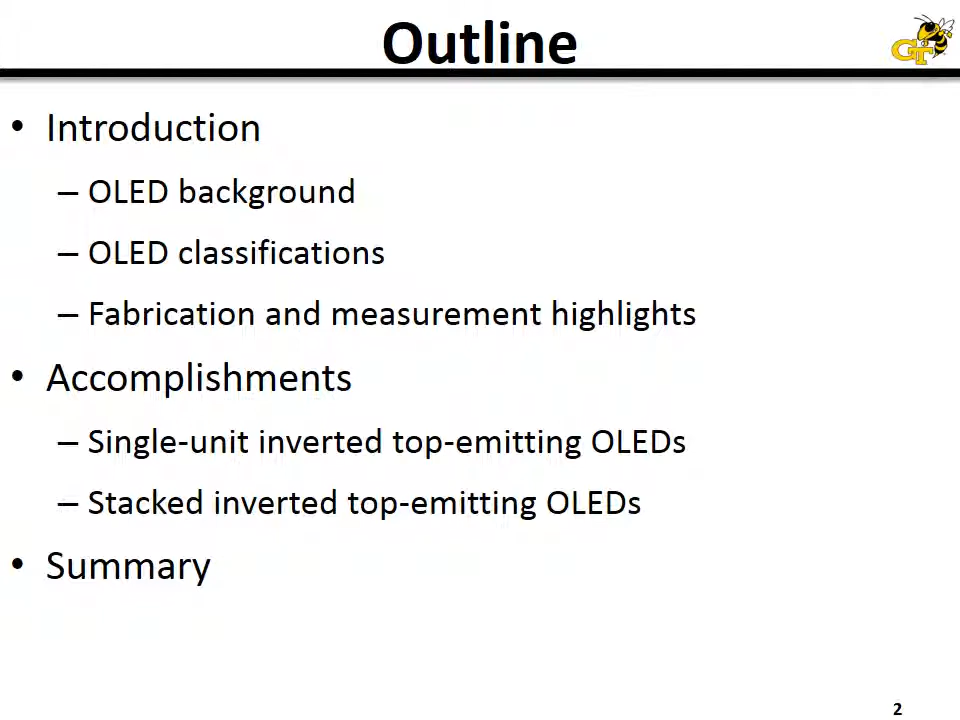 Outline
GT
• Introduction
– OLED background
– OLED classifications
– Fabrication and measurement highlights
• Accomplishments
– Single-unit inverted top-emitting OLEDs
– Stacked inverted top-emitting OLEDs
• Summary
2